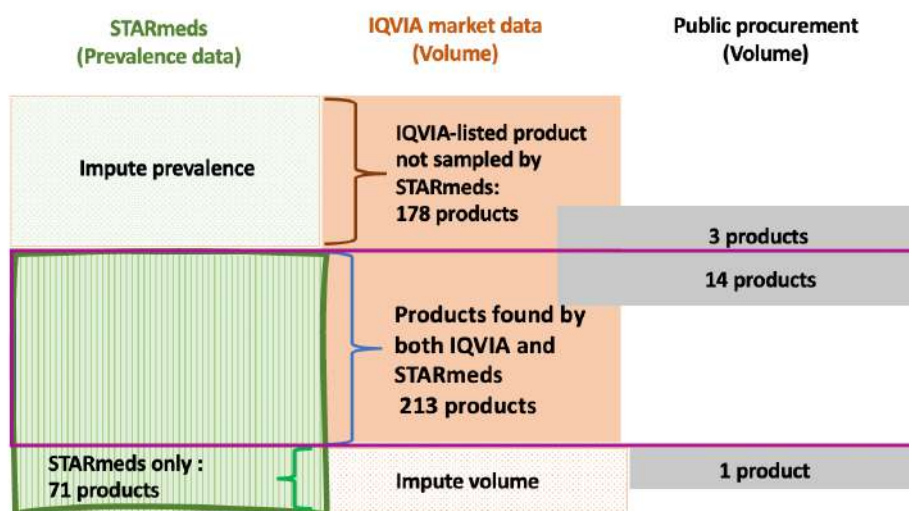 STARmeds
(Prevalence data)
IQVIA market data
(Volume)
Public procurement
(Volume)
Impute prevalence
IQVIA-listed product
not sampled by
STARmeds:
178 products
3 products
14 products
Products found by
both IQVIA and
STARmeds
213 products
STARmeds only :
71 products
Impute volume
1 product